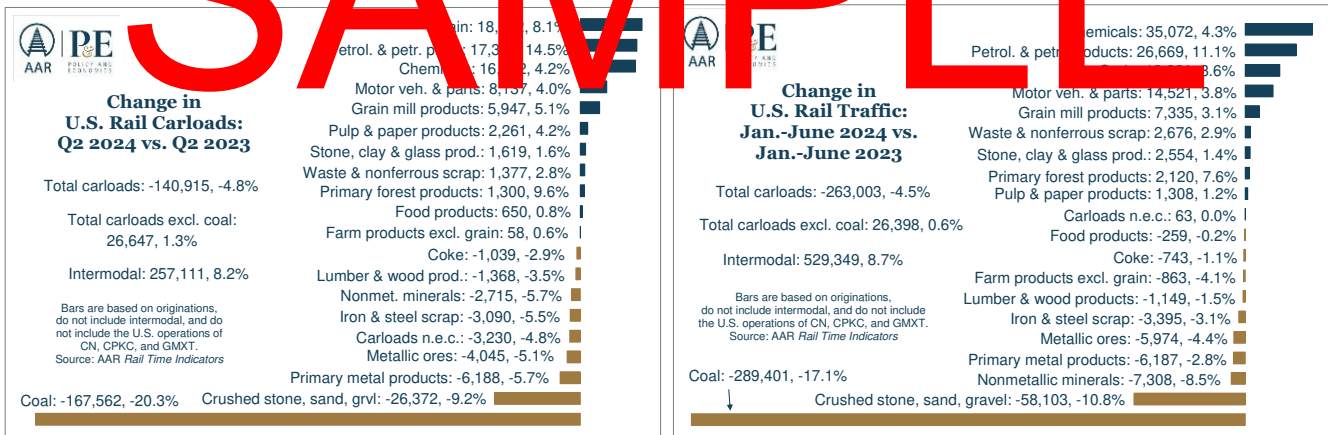 SAMPLE
AAR
P&E
POLICY AND
ECONOMICS
Change in
U.S. Rail Carloads:
Q2 2024 vs. Q2 2023
Total carloads: -140,915, -4.8%
Total carloads excl. coal:
26,647, 1.3%
Intermodal: 257,111, 8.2%
Bars are based on originations,
do not include intermodal, and do
not include the U.S. operations of
CN, CPKC, and GMXT.
Source: AAR Rail Time Indicators
8.1%
14.5%
4.2%
Motor veh. & parts: 8,137, 4.0%
Grain mill products: 5,947, 5.1%
Pulp & paper products: 2,261, 4.2%
Stone, clay & glass prod.: 1,619, 1.6%
Waste & nonferrous scrap: 1,377, 2.8%
Primary forest products: 1,300, 9.6%
Food products: 650, 0.8%
Farm products excl. grain: 58, 0.6%
Coke: -1,039, -2.9%
Lumber & wood prod.: -1,368, -3.5%
Nonmet. minerals: -2,715, -5.7%
Iron & steel scrap: -3,090, -5.5%
Carloads n.e.c.: -3,230, -4.8%
Metallic ores: -4,045, -5.1%
Primary metal products: -6,188, -5.7%
Crushed stone, sand, grvl: -26,372, -9.2%
Coal: -167,562, -20.3%
AAR
P&E
POLICY AND
ECONOMICS
Change in
U.S. Rail Traffic:
Jan.-June 2024 vs.
Jan.-June 2023
Total carloads: -263,003, -4.5%
Total carloads excl. coal: 26,398, 0.6%
Intermodal: 529,349, 8.7%
Bars are based on originations,
do not include intermodal, and do not include
the U.S. operations of CN, CPKC, and GMXT.
Source: AAR Rail Time Indicators
Chemicals: 35,072, 4.3%
Petrol. & petr. products: 26,669, 11.1%
3.6%
Motor veh. & parts: 14,521, 3.8%
Grain mill products: 7,335, 3.1%
Waste & nonferrous scrap: 2,676, 2.9%
Stone, clay & glass prod.: 2,554, 1.4%
Primary forest products: 2,120, 7.6%
Pulp & paper products: 1,308, 1.2%
Carloads n.e.c.: 63, 0.0%
Food products: -259, -0.2%
Coke: -743, -1.1%
Farm products excl. grain: -863, -4.1%
Lumber & wood products: -1,149, -1.5%
Iron & steel scrap: -3,395, -3.1%
Metallic ores: -5,974, -4.4%
Primary metal products: -6,187, -2.8%
Nonmetallic minerals: -7,308, -8.5%
Crushed stone, sand, gravel: -58,103, -10.8%
Coal: -289,401, -17.1%